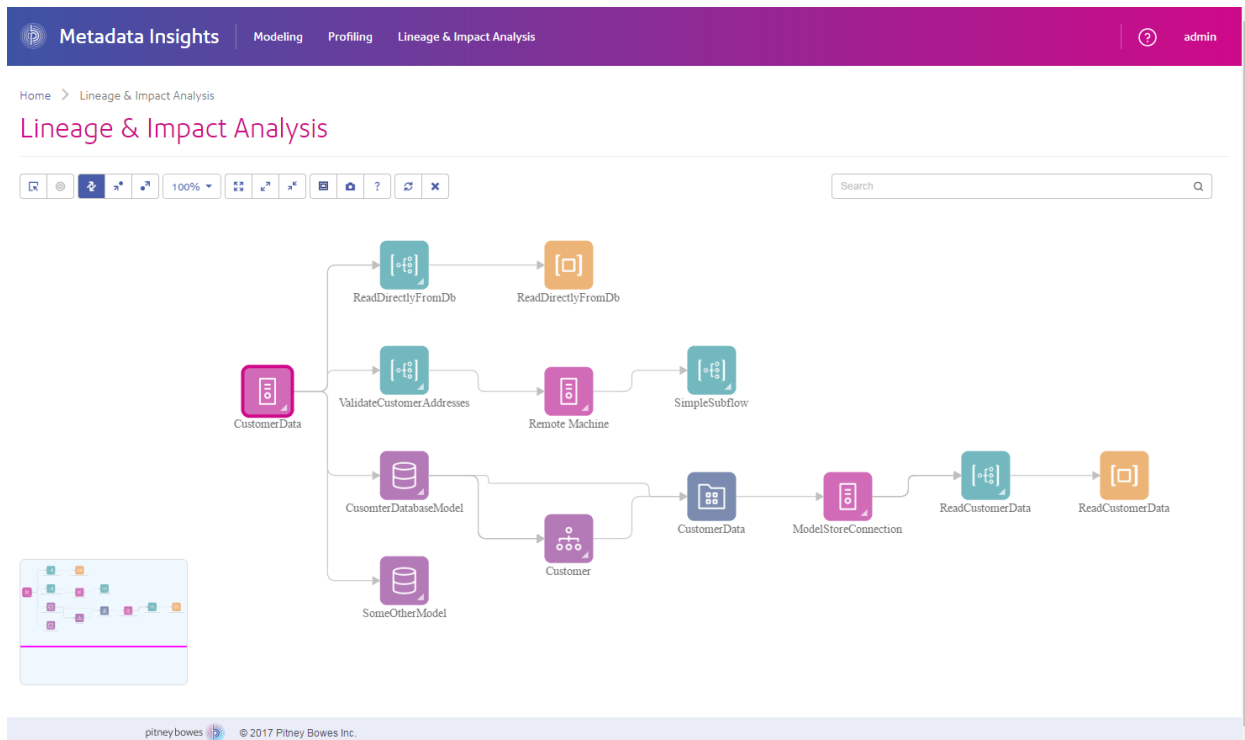 Metadata Insights
Modeling
Profiling
Lineage & Impact Analysis
?
admin
Home > Lineage & Impact Analysis
Lineage & Impact Analysis
100%
?
Search
ReadDirectlyFromDb
ReadDirectlyFromDb
ValidateCustomerAddresses
SimpleSubflow
CustomerData
Remote Machine
CusomterDatabaseModel
ReadCustomerData
ReadCustomerData
CustomerData
ModelStoreConnection
Customer
SomeOtherModel
pitney bowes
© 2017 Pitney Bowes Inc.